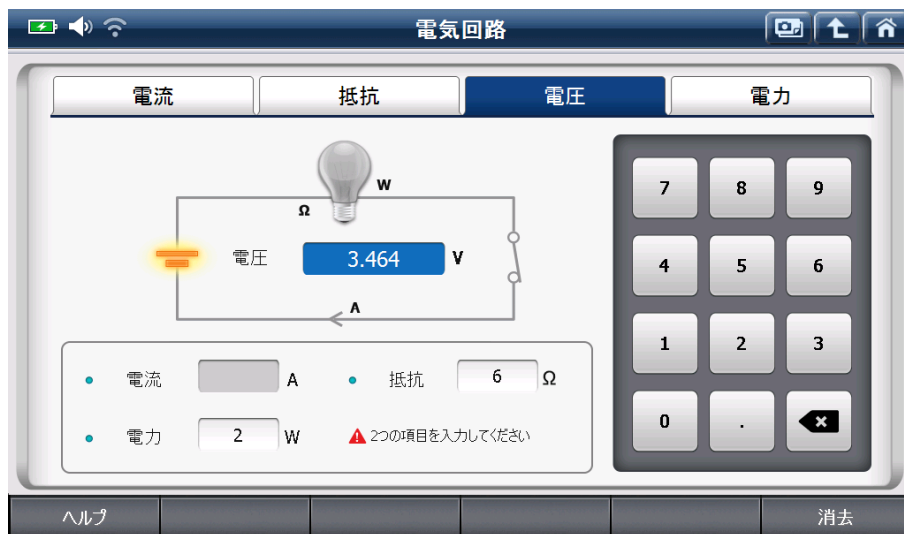 電気回路
電流 抵抗 電圧 電力
W
Ω
電圧 3.464 V
A
電流 A 抵抗 6 Ω
電力 2 W 2つの項目を入力してください
7 8 9
4 5 6
1 2 3
0 .
ヘルプ 消去